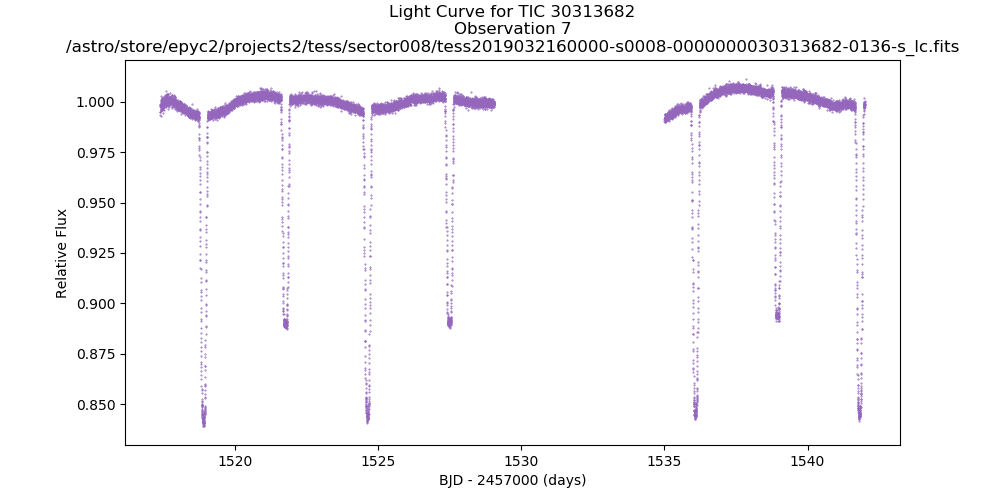 Light Curve for TIC 30313682
Observation 7
/astro/store/epyc2/projects2/tess/sector008/tess2019032160000-s0008-0000000030313682-0136-s_lc.fits
1.000
0.975
0.950
0.925
0.900
0.875
0.850
Relative Flux
1520
1525
1530
1535
1540
BJD - 2457000 (days)